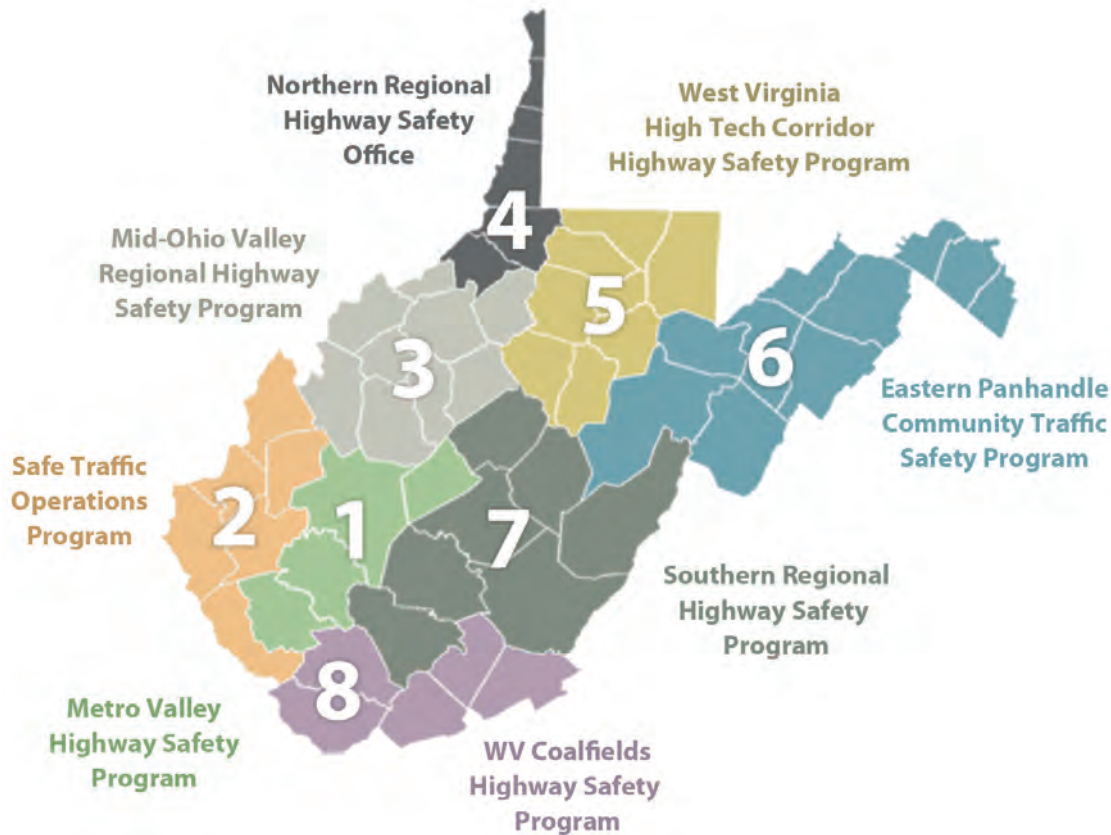 Northern Regional
Highway Safety
Office
West Virginia
High Tech Corridor
Highway Safety Program
4
Mid-Ohio Valley
Regional Highway
Safety Program
5
3
6
Eastern Panhandle
Community Traffic
Safety Program
Safe Traffic
Operations
Program
2
1
7
Southern Regional
Highway Safety
Program
8
Metro Valley
Highway Safety
Program
WV Coalfields
Highway Safety
Program